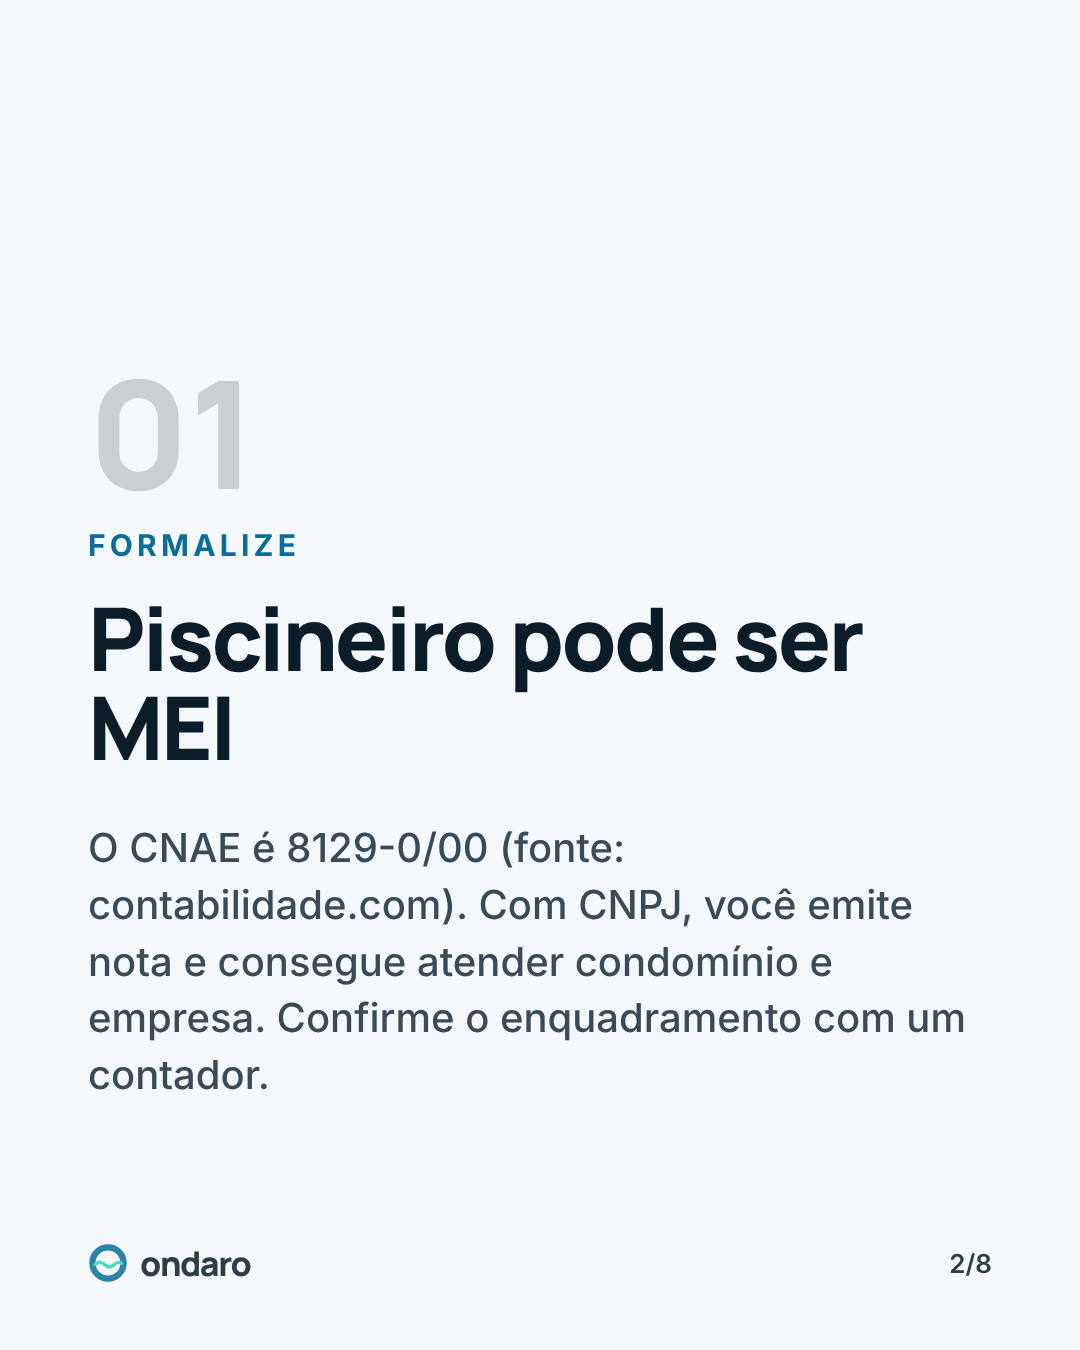 01
FORMALIZE
Piscineiro pode ser
MEI
O CNAE é 8129-0/00 (fonte:
contabilidade.com). Com CNPJ, você emite
nota e consegue atender condomínio e
empresa. Confirme o enquadramento com um
contador.
ondaro
2/8